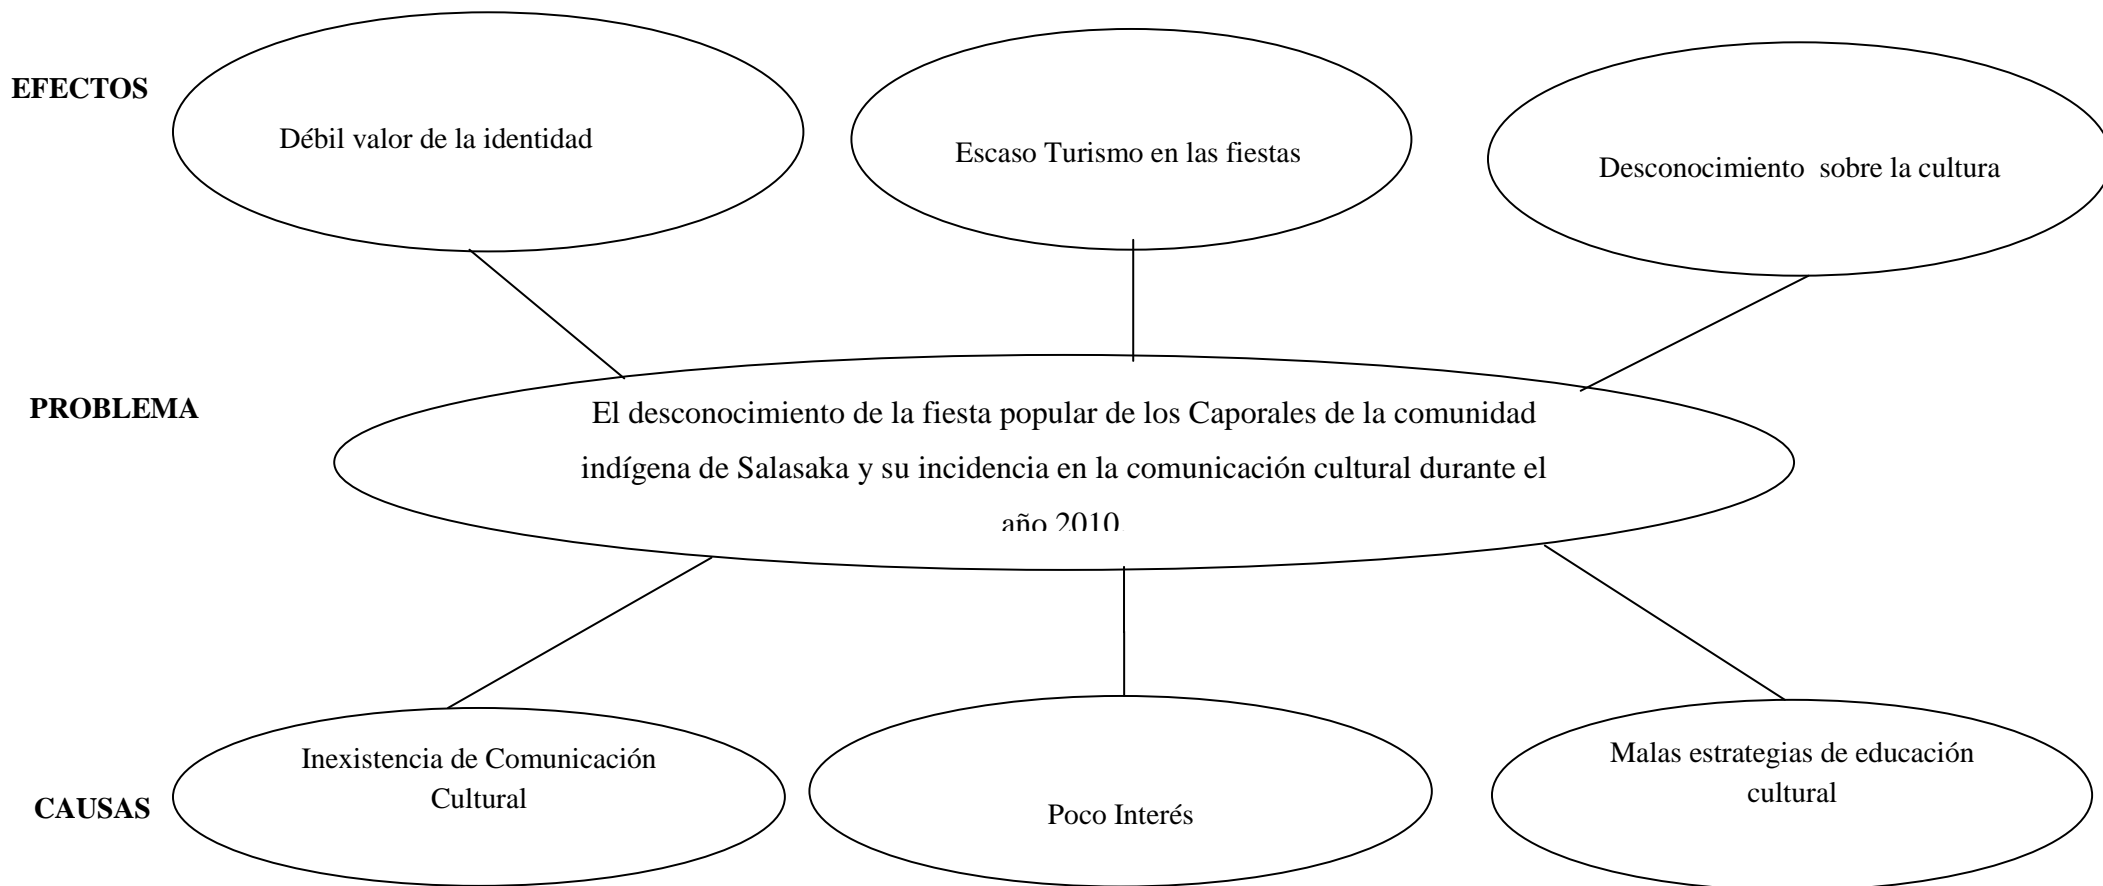 EFECTOS
Débil valor de la identidad
Escaso Turismo en las fiestas
Desconocimiento sobre la cultura
PROBLEMA
El desconocimiento de la fiesta popular de los Caporales de la comunidad
indígena de Salasaka y su incidencia en la comunicación cultural durante el
año 2010.
CAUSAS
Inexistencia de Comunicación
Cultural
Poco Interés
Malas estrategias de educación
cultural